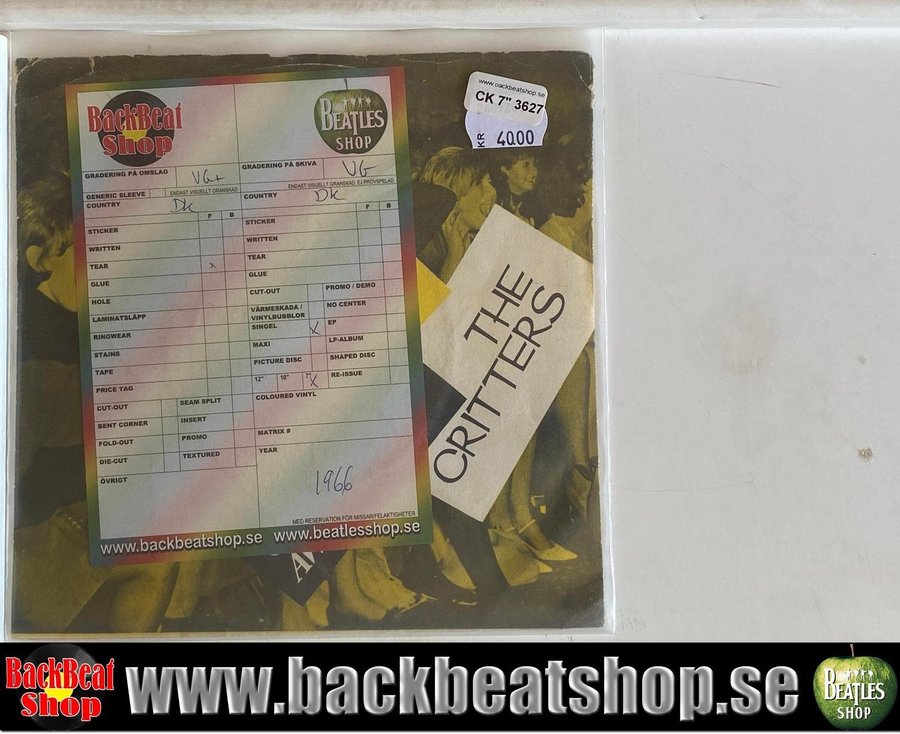 www.backbeatshop.se
CK 7" 3627
KR 4000
BackBeat Shop
BEATLES SHOP
GRADERING PÅ OMSLAG VG+
GRADERING PÅ SKIVA VG
GENERIC SLEEVE
ENDAST VISUELLT GRANSKAD
ENDAST VISUELLT GRANSKAD, EJ PROVSPELAD
COUNTRY DK
COUNTRY DK
F B
F B
STICKER
WRITTEN
TEAR x
GLUE
HOLE
LAMINATSLÄPP
RINGWEAR
STAINS
TAPE
PRICE TAG
CUT-OUT
SEAM SPLIT
BENT CORNER
INSERT
FOLD-OUT
PROMO
DIE-CUT
TEXTURED
ÖVRIGT
STICKER
WRITTEN
TEAR
GLUE
CUT-OUT
PROMO / DEMO
VÄRMESKADA /
VINYLBUBBLOR
NO CENTER
SINGEL X
EP
MAXI
LP-ALBUM
PICTURE DISC
SHAPED DISC
12" 10" 7" X
RE-ISSUE
COLOURED VINYL
MATRIX #
YEAR
1966
MED RESERVATION FÖR MISSAR/FELAKTIGHETER
www.backbeatshop.se www.beatlesshop.se
THE
CRITTERS
BackBeat
Shop
www.backbeatshop.se
BEATLES
SHOP